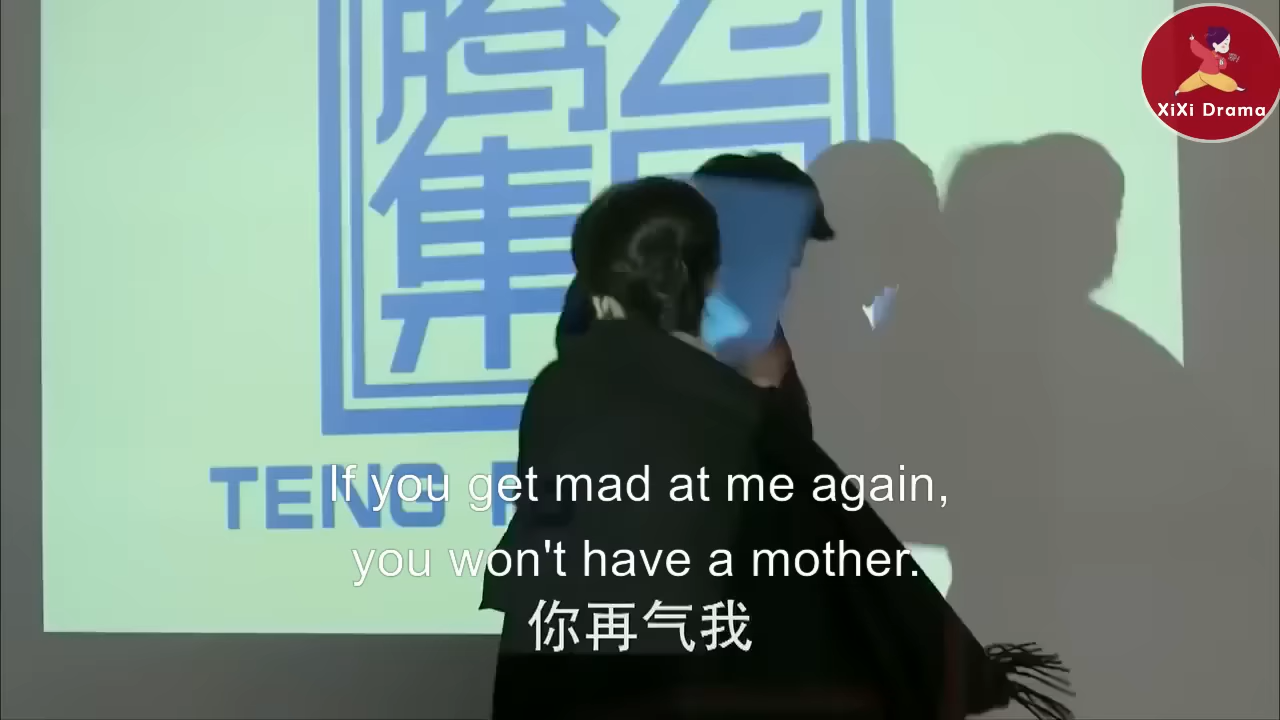 XiXi Drama
TENG
If you get mad at me again,
you won't have a mother.
你再气我